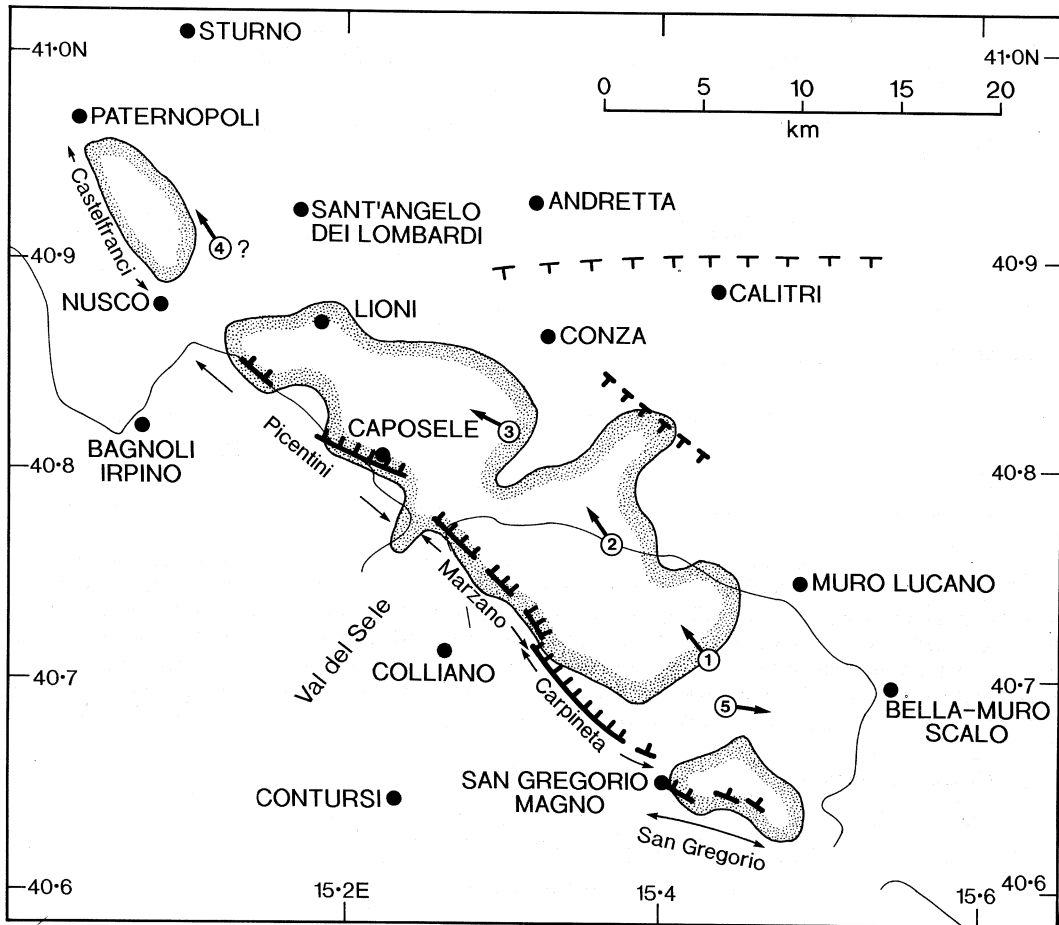 STURNO
41·0N
41·0N
0 5 10 15 20
km
PATERNOPOLI
Castelfranci
SANT'ANGELO
DEI LOMBARDI
ANDRETTA
4 ?
40·9
40·9
NUSCO
LIONI
CALITRI
CONZA
3
CAPOSELE
Picentini
BAGNOLI
IRPINO
40·8
40·8
2
Marzano
MURO LUCANO
Val del Sele
COLLIANO
1
40·7
40·7
Carpineta
5
BELLA-MURO
SCALO
SAN GREGORIO
MAGNO
CONTURSI
San Gregorio
40·6
15·2E
15·4
15·6
40·6